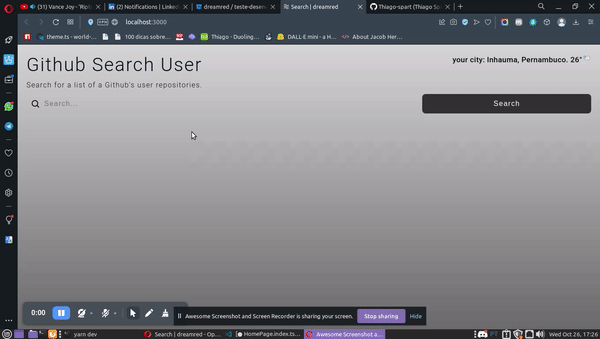 (31) Vance Joy - 'Ript
(2) Notifications | Linked
dreamred / teste-desen
Search | dreamred
Thiago-spart (Thiago Sp
localhost:3000
VPN
theme.ts - world-...
100 dicas sobre...
Thiago - Duoling...
DALL·E mini - a H...
About Jacob Her...
Github Search User
your city: Inhauma, Pernambuco. 26°
Search for a list of a Github's user repositories.
Search...
Search
0:00
Awesome Screenshot and Screen Recorder is sharing your screen.
Stop sharing
Hide
yarn dev
Search | dreamred - Op...
HomePage.index.ts...
Awesome Screenshot a...
PT
Wed Oct 26, 17:26